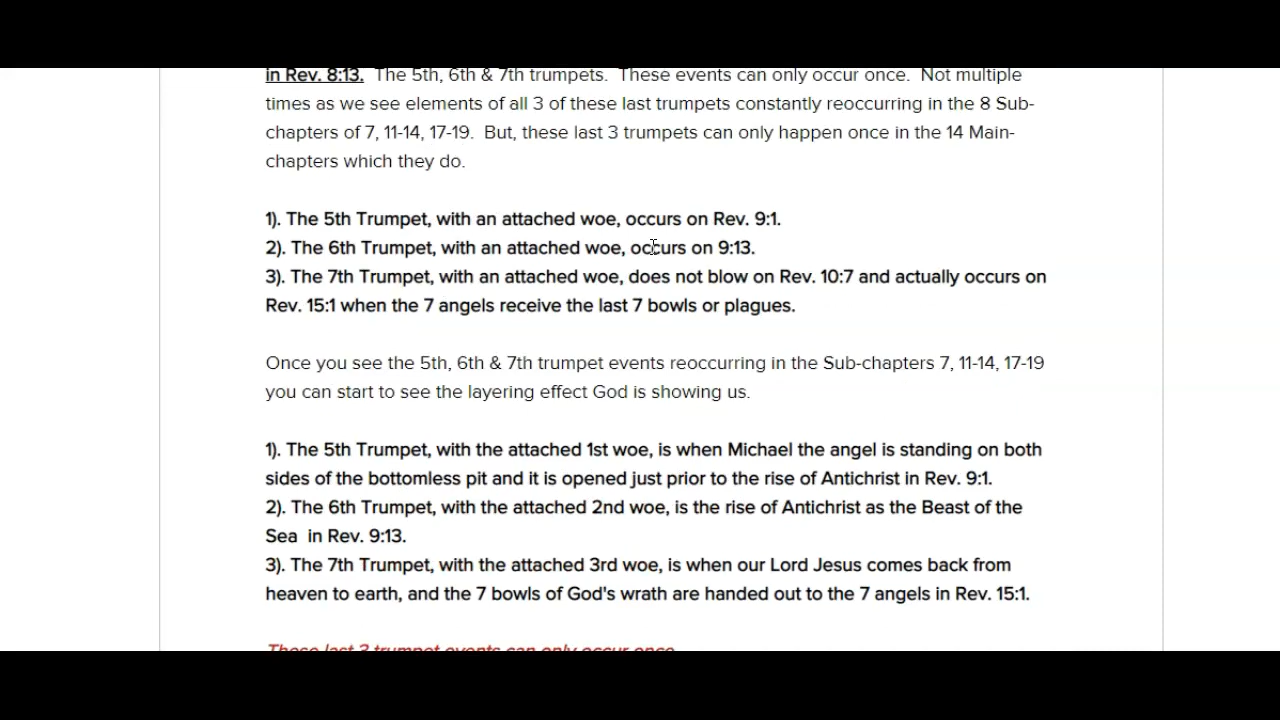 in Rev. 8:13. The 5th, 6th & 7th trumpets. These events can only occur once. Not multiple
times as we see elements of all 3 of these last trumpets constantly reoccurring in the 8 Sub-
chapters of 7, 11-14, 17-19. But, these last 3 trumpets can only happen once in the 14 Main-
chapters which they do.
1). The 5th Trumpet, with an attached woe, occurs on Rev. 9:1.
2). The 6th Trumpet, with an attached woe, occurs on 9:13.
3). The 7th Trumpet, with an attached woe, does not blow on Rev. 10:7 and actually occurs on
Rev. 15:1 when the 7 angels receive the last 7 bowls or plagues.
Once you see the 5th, 6th & 7th trumpet events reoccurring in the Sub-chapters 7, 11-14, 17-19
you can start to see the layering effect God is showing us.
1). The 5th Trumpet, with the attached 1st woe, is when Michael the angel is standing on both
sides of the bottomless pit and it is opened just prior to the rise of Antichrist in Rev. 9:1.
2). The 6th Trumpet, with the attached 2nd woe, is the rise of Antichrist as the Beast of the
Sea in Rev. 9:13.
3). The 7th Trumpet, with the attached 3rd woe, is when our Lord Jesus comes back from
heaven to earth, and the 7 bowls of God's wrath are handed out to the 7 angels in Rev. 15:1.
These last 3 trumpet events can only occur once